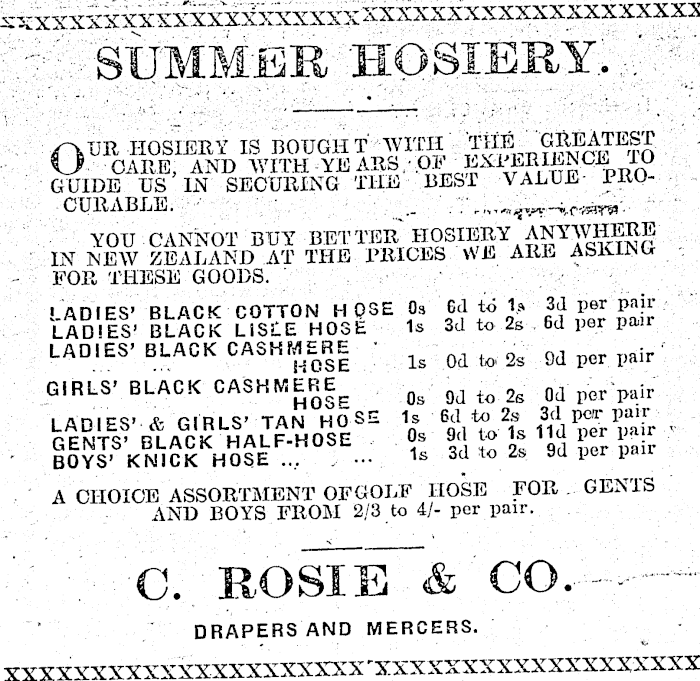 XXXXXXXXXXXXXXXXXXXXXXXXXXXXXXXXXXXXXXXXXXXXXXXX
SUMMER HOSIERY.
OUR HOSIERY IS BOUGHT WITH THE GREATEST
CARE, AND WITH YEARS OF EXPERIENCE TO
GUIDE US IN SECURING THE BEST VALUE PRO-
CURABLE.
YOU CANNOT BUY BETTER HOSIERY ANYWHERE
IN NEW ZEALAND AT THE PRICES WE ARE ASKING
FOR THESE GOODS.
LADIES' BLACK COTTON HOSE 0s 6d to 1s 3d per pair
LADIES' BLACK LISLE HOSE 1s 3d to 2s 6d per pair
LADIES' BLACK CASHMERE
HOSE 1s 0d to 2s 9d per pair
GIRLS' BLACK CASHMERE
HOSE 0s 9d to 2s 0d per pair
LADIES' & GIRLS' TAN HOSE 1s 6d to 2s 3d per pair
GENTS' BLACK HALF-HOSE 0s 9d to 1s 11d per pair
BOYS' KNICK HOSE ... ... 1s 3d to 2s 9d per pair
A CHOICE ASSORTMENT OF GOLF HOSE FOR GENTS
AND BOYS FROM 2/3 to 4/- per pair.
C. ROSIE & CO.
DRAPERS AND MERCERS.
XXXXXXXXXXXXXXXXXXXXXXXXXXXXXXXXXXXXXXXXXXXXXXXX